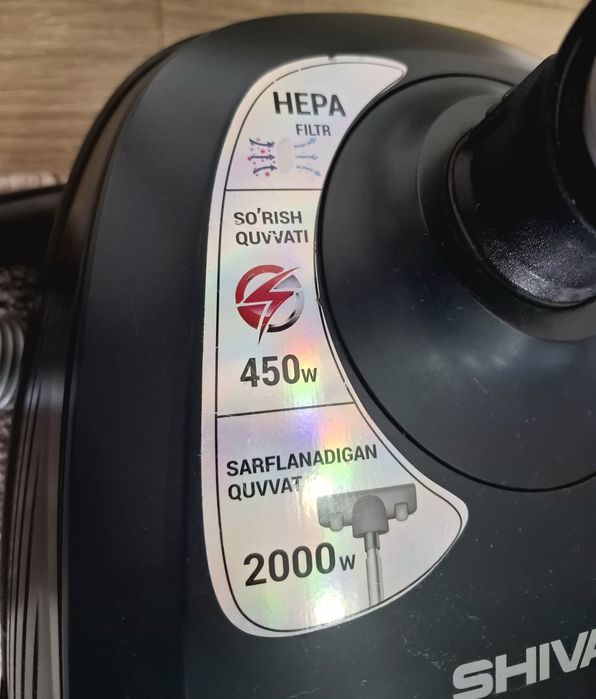 HEPA
FILTR
SO'RISH
QUVVATI
450W
SARFLANADIGAN
QUVVAT
2000W
SHIVA